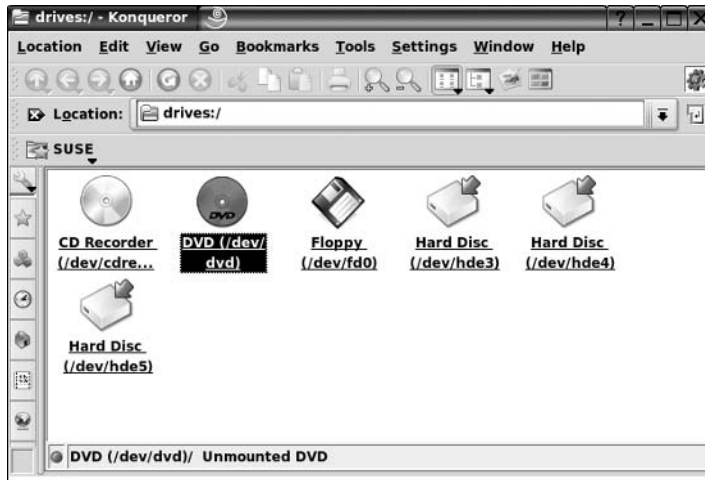 drives:/ - Konqueror
Location Edit View Go Bookmarks Tools Settings Window Help
Location: drives:/
SUSE
CD Recorder (/dev/cdre...
DVD (/dev/dvd)
Floppy (/dev/fd0)
Hard Disc (/dev/hde3)
Hard Disc (/dev/hde4)
Hard Disc (/dev/hde5)
DVD (/dev/dvd)/ Unmounted DVD